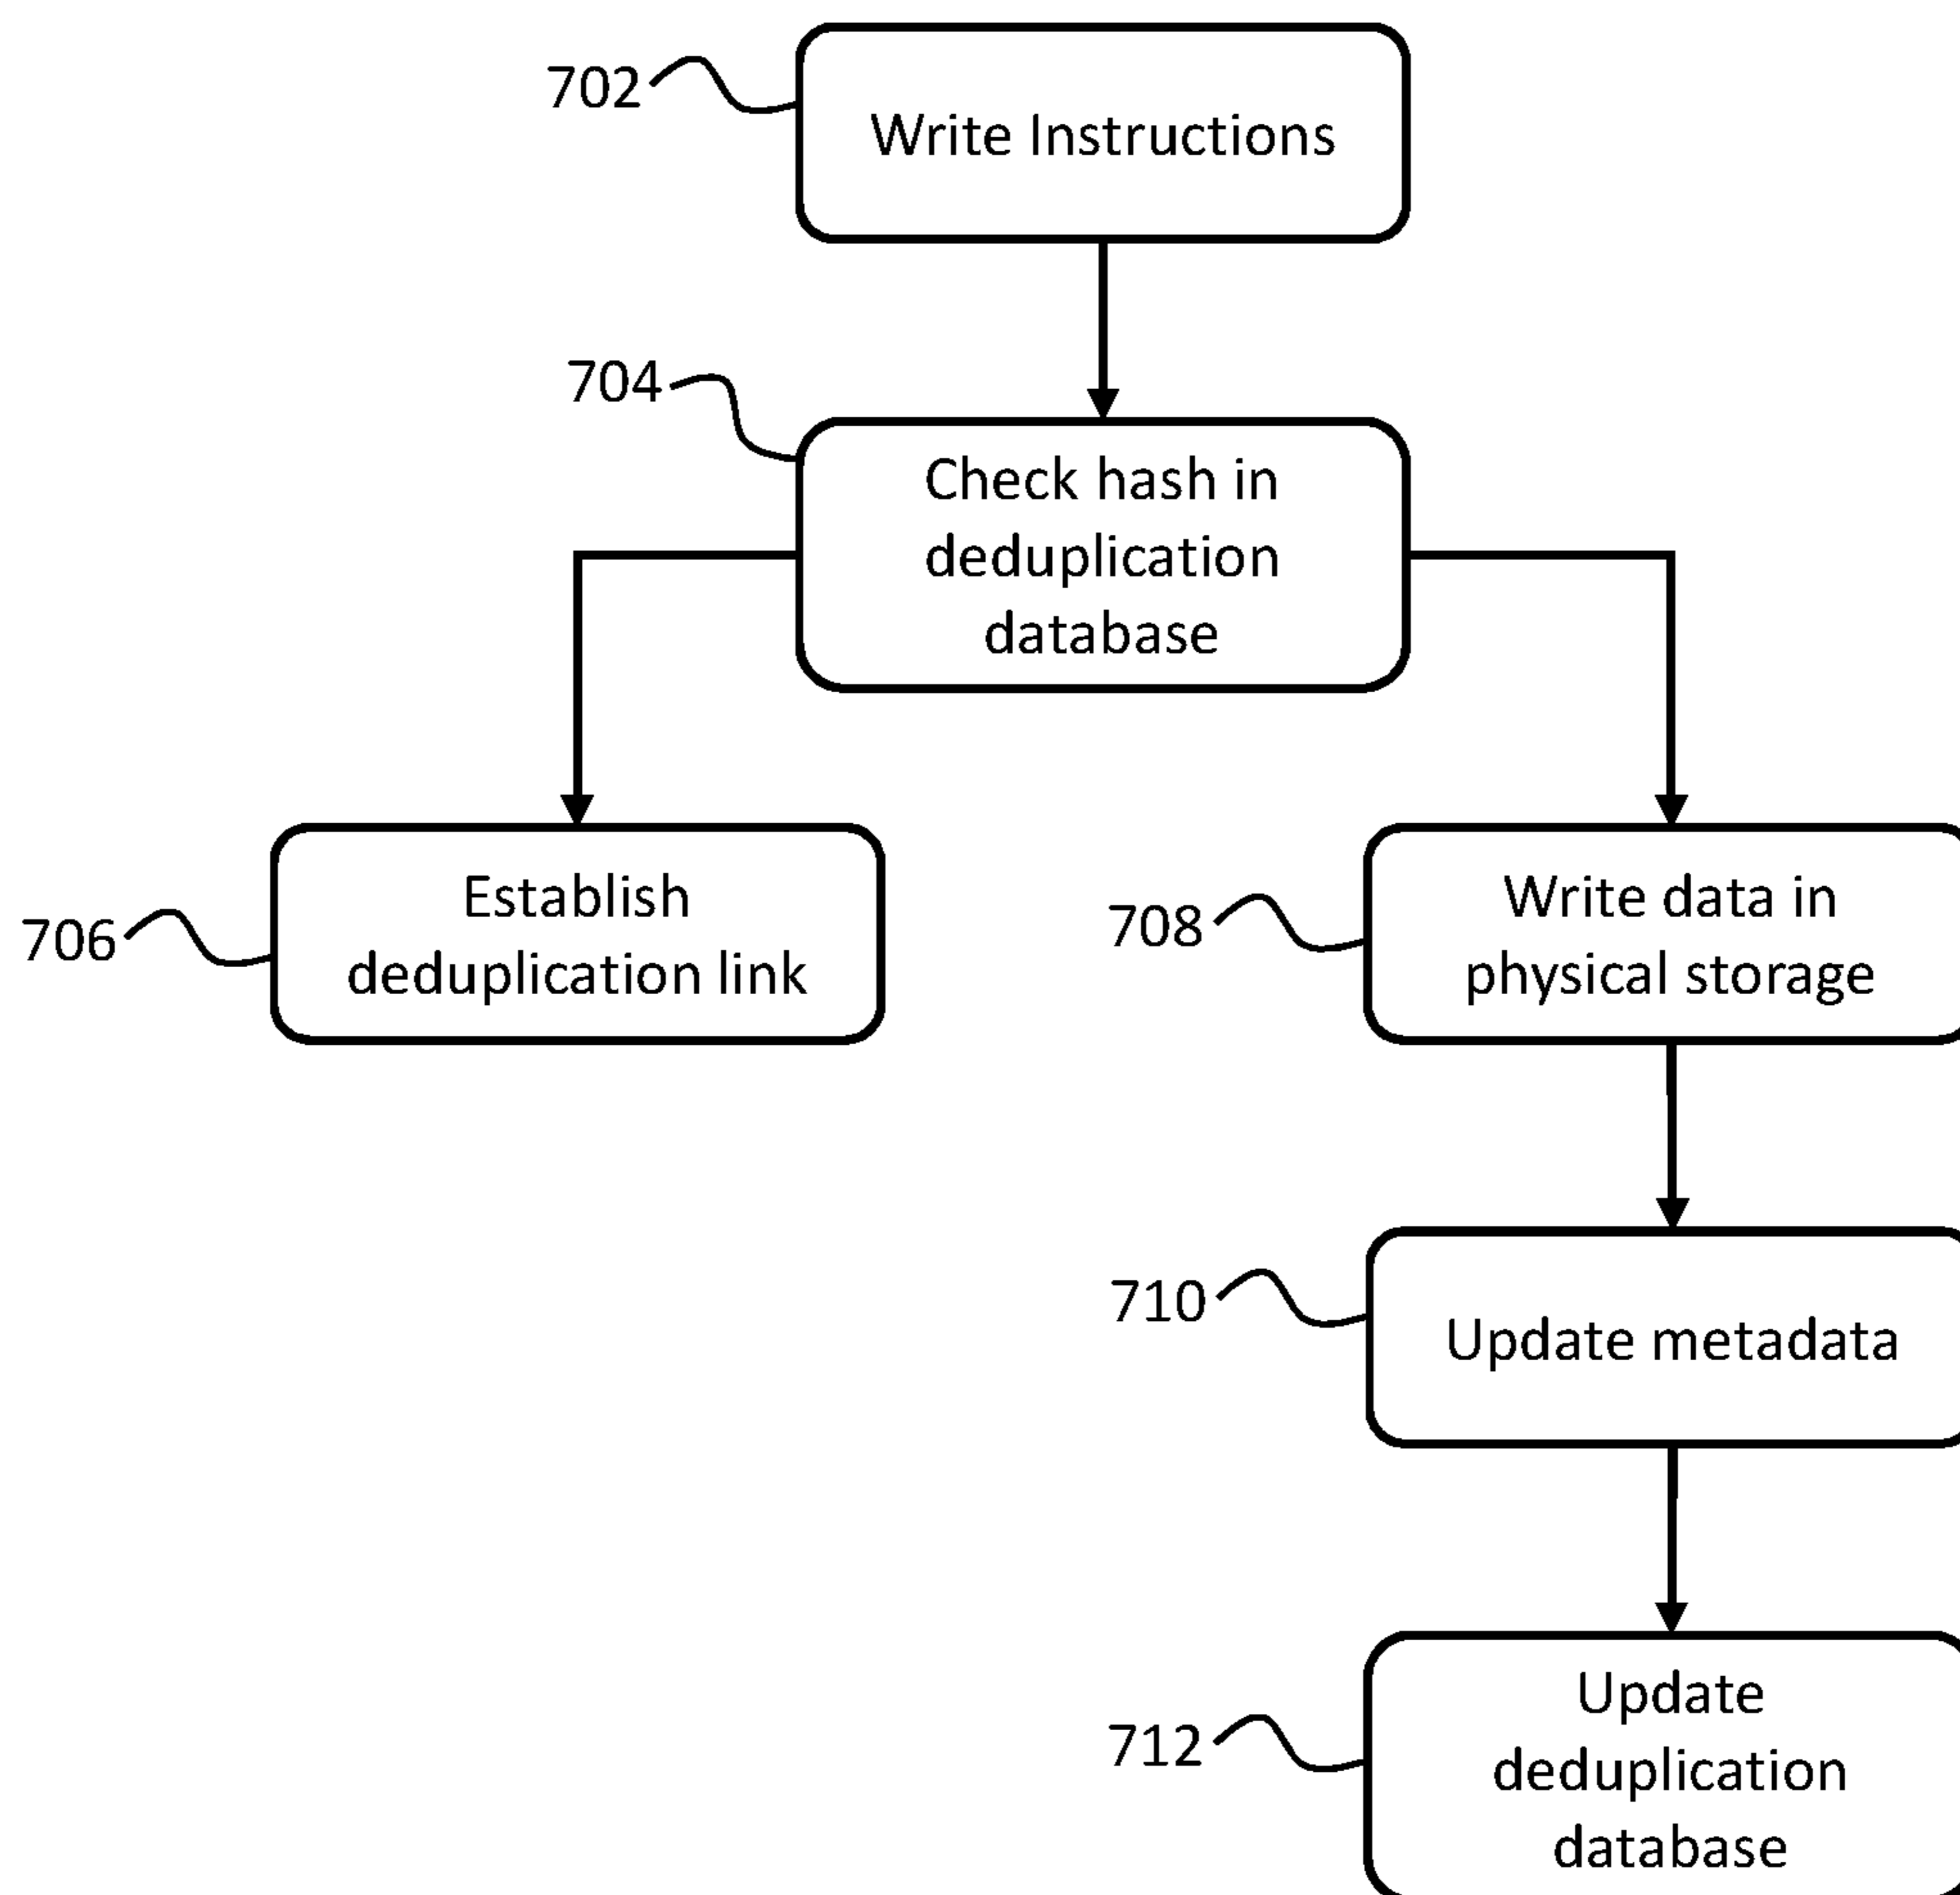 702
Write Instructions
704
Check hash in
deduplication
database
706
Establish
deduplication link
708
Write data in
physical storage
710
Update metadata
712
Update
deduplication
database